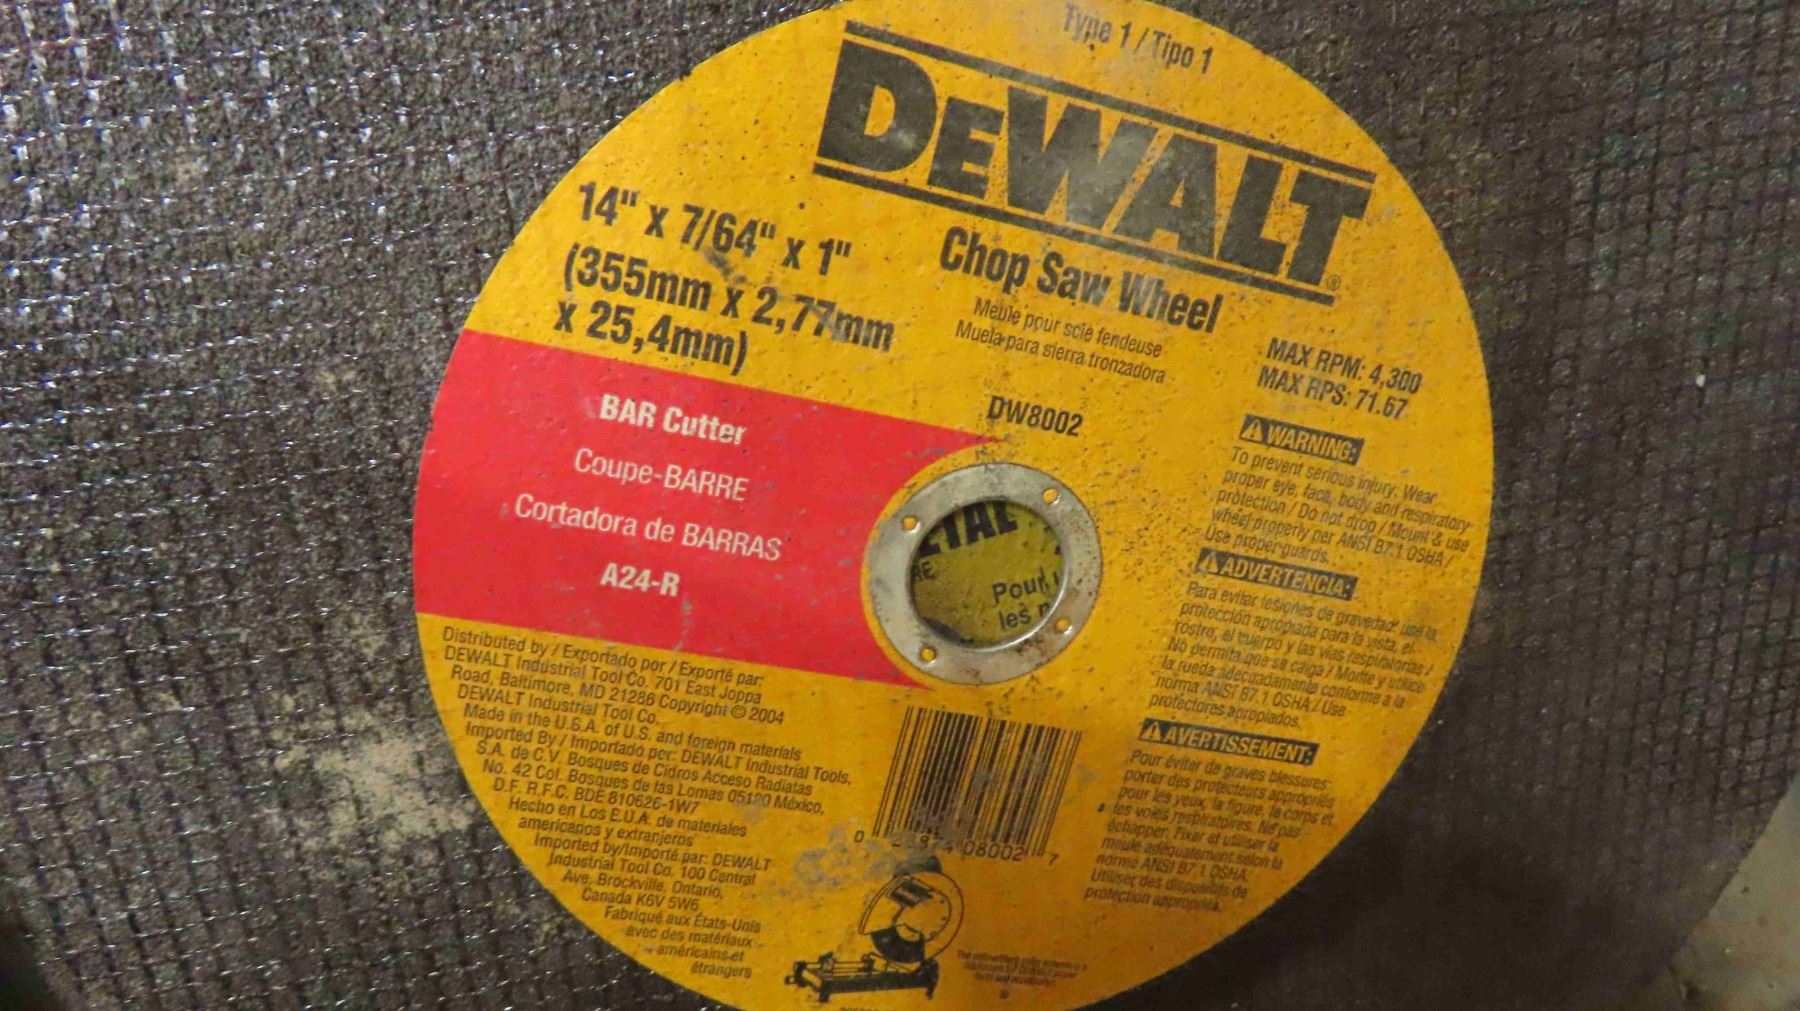 Type 1 / Tipo 1
DEWALT®
14" x 7/64" x 1"
(355mm x 2,77mm
x 25,4mm)
Chop Saw Wheel
Meule pour scie fendeuse
Muela para sierra tronzadora
MAX RPM: 4,300
MAX RPS: 71.67
DW8002
BAR Cutter
Coupe-BARRE
Cortadora de BARRAS
A24-R
WARNING:
To prevent serious injury. Wear
proper eye, face, body and respiratory
protection / Do not drop / Mount & use
wheel properly per ANSI B7.1 OSHA /
Use proper guards.
ADVERTENCIA:
Para evitar lesiones de gravedad use la
protección apropiada para la vista, el
rostro, el cuerpo y las vías respiratorias /
No permita que se caiga / Monte y utilice
la rueda adecuadamente conforme a la
norma ANSI B7.1 OSHA / Use
protectores apropiados.
AVERTISSEMENT:
Pour éviter de graves blessures:
porter des protecteurs appropriés
pour les yeux, la figure, le corps et
les voies respiratoires. Ne pas
échapper. Fixer et utiliser la
meule adéquatement selon la
norme ANSI B7.1 OSHA.
Utiliser des dispositifs de
protection appropriés.
Pour
les
Distributed by / Exportado por / Exporté par:
DEWALT Industrial Tool Co. 701 East Joppa
Road, Baltimore, MD 21286 Copyright © 2004
DEWALT Industrial Tool Co.
Made in the U.S.A. of U.S. and foreign materials
Imported By / Importado por: DEWALT Industrial Tools,
S.A. de C.V. Bosques de Cidros Acceso Radiatas
No. 42 Col. Bosques de las Lomas 05120 México,
D.F. R.F.C. BDE 810626-1W7
Hecho en Los E.U.A. de materiales
americanos y extranjeros
Imported by/Importé par: DEWALT
Industrial Tool Co. 100 Central
Ave, Brockville, Ontario,
Canada K6V 5W6
Fabriqué aux États-Unis
avec des matériaux
américains et
étrangers
0 08002 7